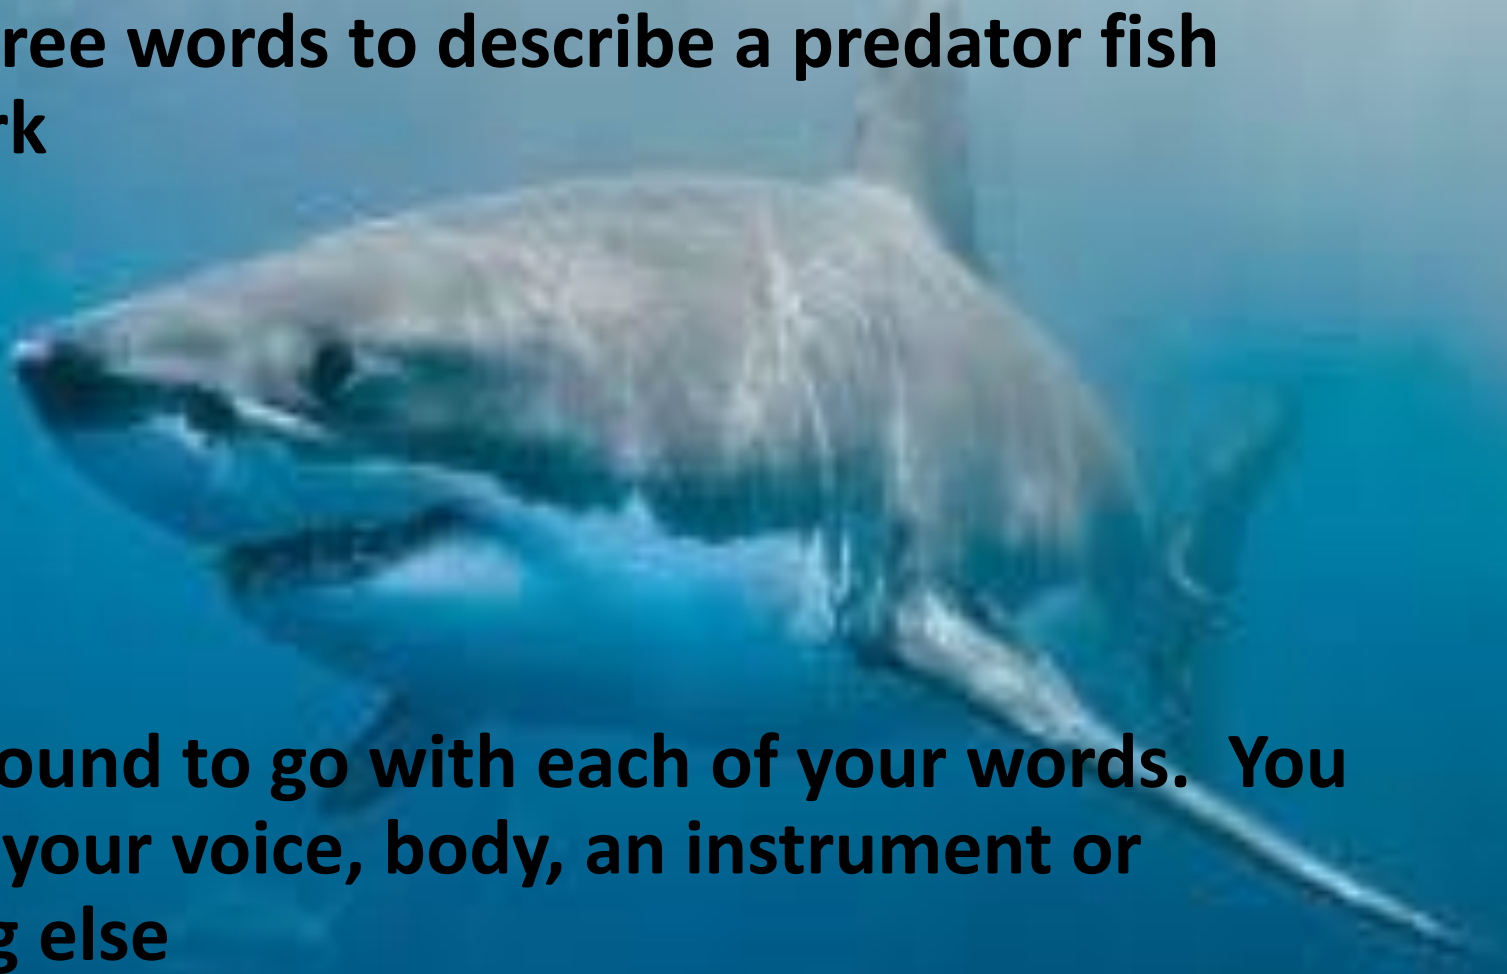 ree words to describe a predator fish
rk
ound to go with each of your words.  You
your voice, body, an instrument or
g else